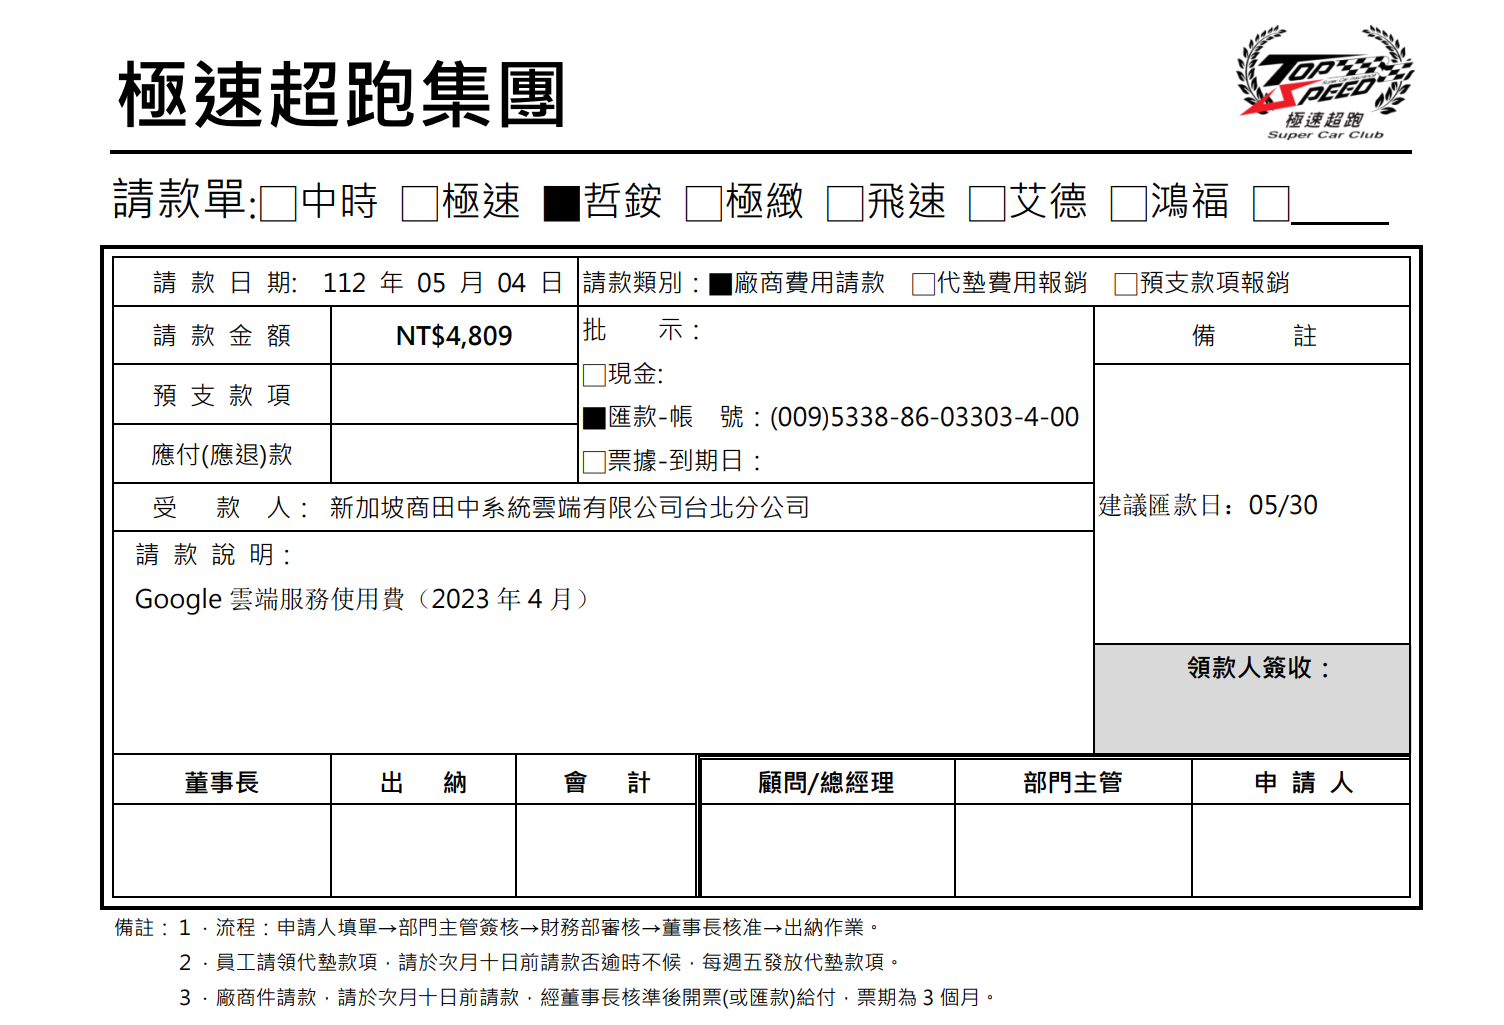 極速超跑集團
TOP SPEED
Super Car Insurance
極速超跑
Super Car Club
請款單:□中時 □極速 ■哲銨 □極緻 □飛速 □艾德 □鴻福 □_____
請款日期: 112 年 05 月 04 日 請款類別:■廠商費用請款 □代墊費用報銷 □預支款項報銷
請款金額 NT$4,809 批 示: 備 註
預支款項 □現金:
■匯款-帳 號:(009)5338-86-03303-4-00
應付(應退)款 □票據-到期日:
受 款 人: 新加坡商田中系統雲端有限公司台北分公司
建議匯款日:05/30
請款說明:
Google 雲端服務使用費(2023 年 4 月)
領款人簽收:
董事長 出 納 會 計 顧問/總經理 部門主管 申 請 人
備註:1.流程:申請人填單→部門主管簽核→財務部審核→董事長核准→出納作業。
2.員工請領代墊款項,請於次月十日前請款否逾時不候,每週五發放代墊款項。
3.廠商件請款,請於次月十日前請款,經董事長核準後開票(或匯款)給付,票期為 3 個月。